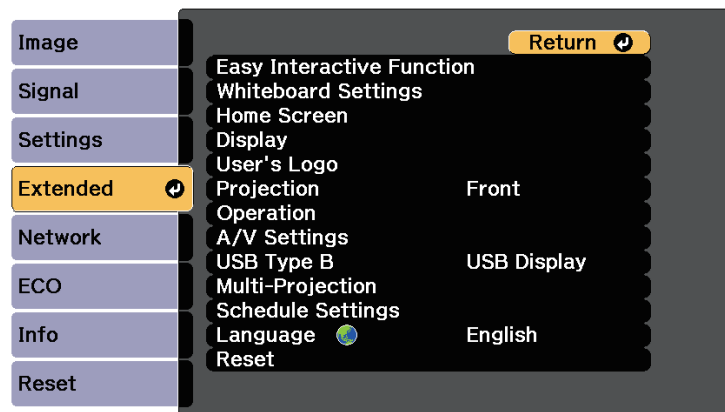 Image
Signal
Settings
Extended
Network
ECO
Info
Reset
Return
Easy Interactive Function
Whiteboard Settings
Home Screen
Display
User's Logo
Projection Front
Operation
A/V Settings
USB Type B USB Display
Multi-Projection
Schedule Settings
Language English
Reset